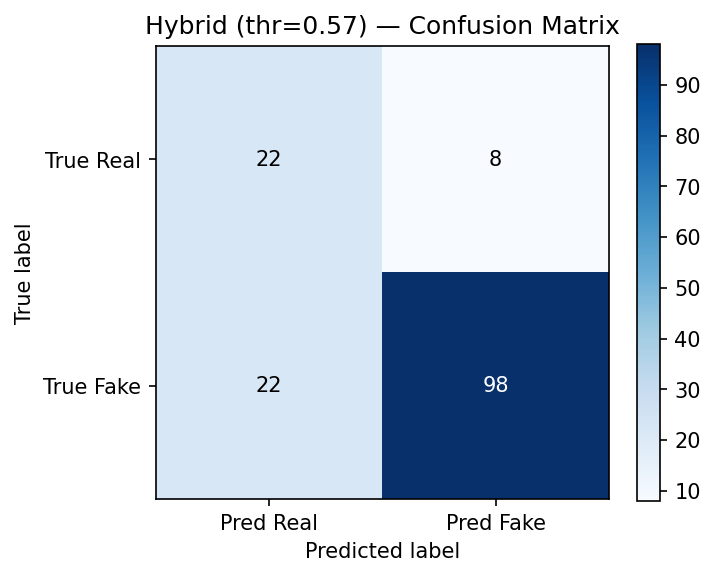 Hybrid (thr=0.57) — Confusion Matrix
True label
True Real
22
8
True Fake
22
98
Pred Real
Pred Fake
Predicted label
90
80
70
60
50
40
30
20
10